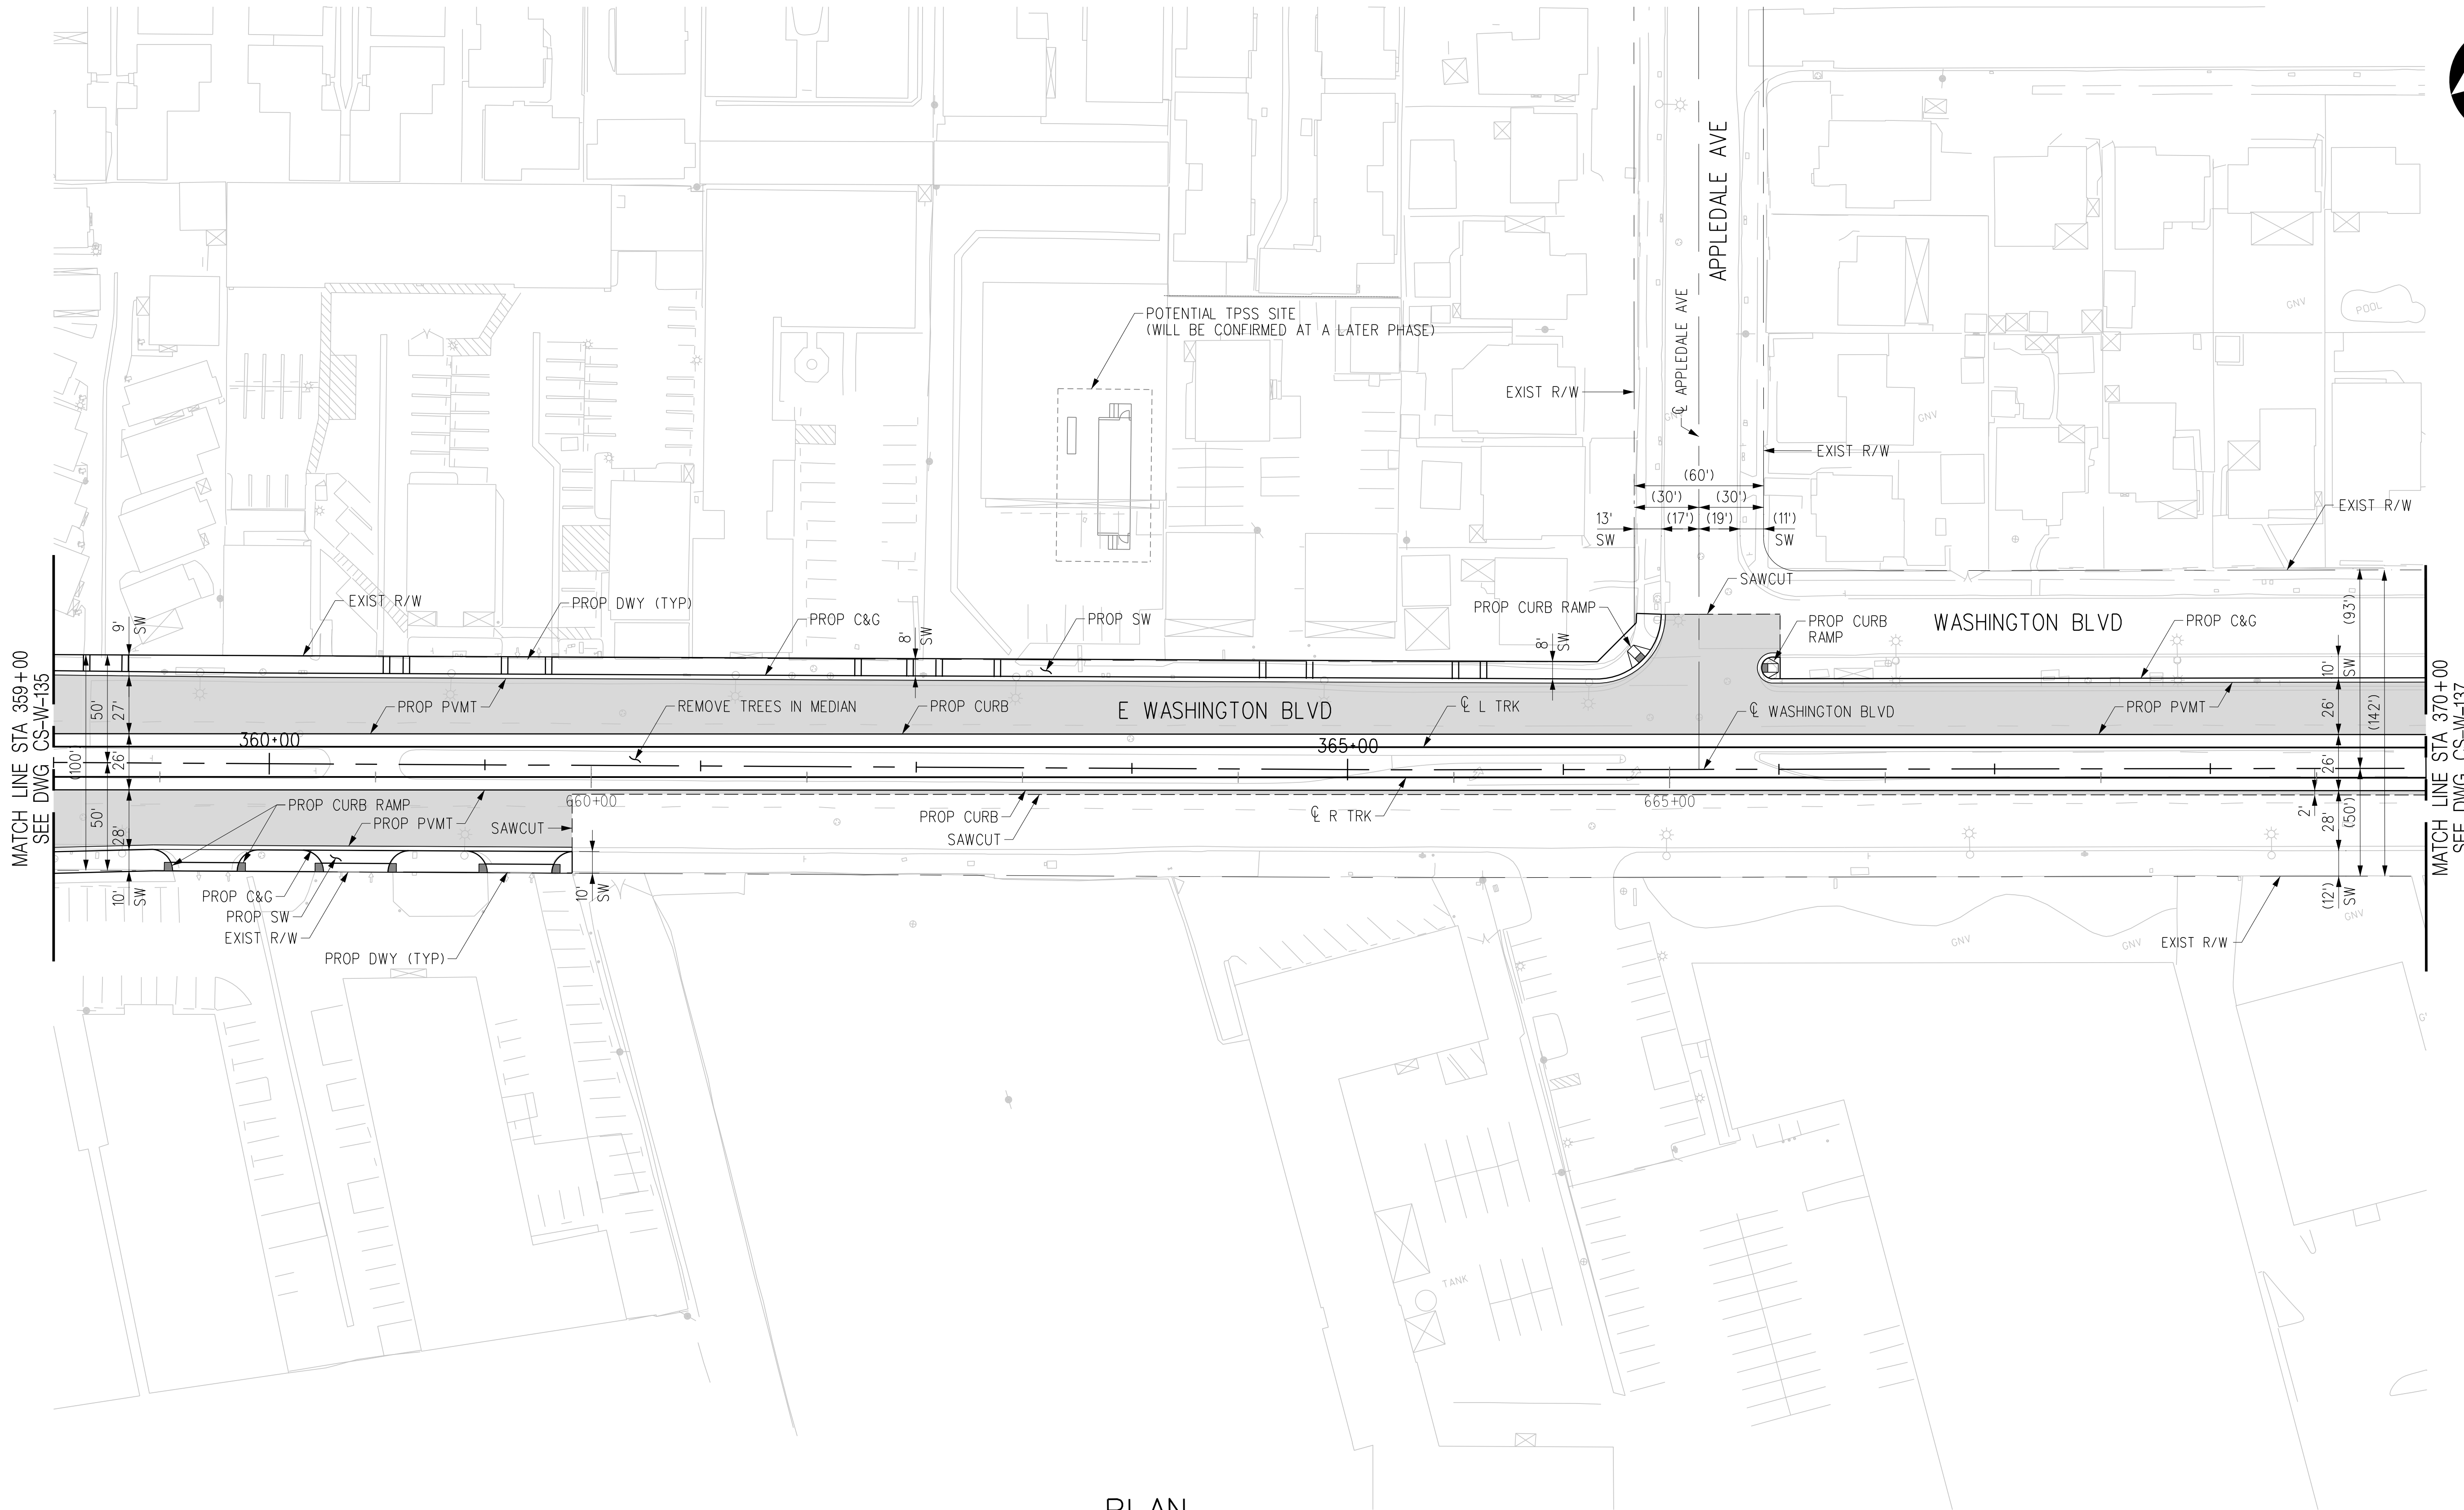 APPLEDALE AVE
℄ APPLEDALE AVE
GNV
POOL
POTENTIAL TPSS SITE
(WILL BE CONFIRMED AT A LATER PHASE)
EXIST R/W
GNV
EXIST R/W
(60')
(30')
(30')
13'
SW
(17')
(19')
(11')
SW
EXIST R/W
SAWCUT
EXIST R/W
PROP DWY (TYP)
PROP C&G
PROP SW
PROP CURB RAMP
PROP CURB
RAMP
WASHINGTON BLVD
PROP C&G
9'
SW
8'
SW
8'
SW
(93')
10'
SW
MATCH LINE STA 359+00
SEE DWG CS-W-135
(100')
50'
50'
27'
26'
28'
10'
SW
PROP PVMT
REMOVE TREES IN MEDIAN
PROP CURB
E WASHINGTON BLVD
℄ L TRK
℄ WASHINGTON BLVD
PROP PVMT
26'
(142')
26'
MATCH LINE STA 370+00
SEE DWG CS-W-137
360+00
365+00
660+00
665+00
PROP CURB RAMP
PROP PVMT
SAWCUT
PROP CURB
SAWCUT
℄ R TRK
2'
28'
(50')
(12')
SW
10'
SW
PROP C&G
PROP SW
EXIST R/W
PROP DWY (TYP)
GNV
GNV
GNV
EXIST R/W
TANK
PLAN